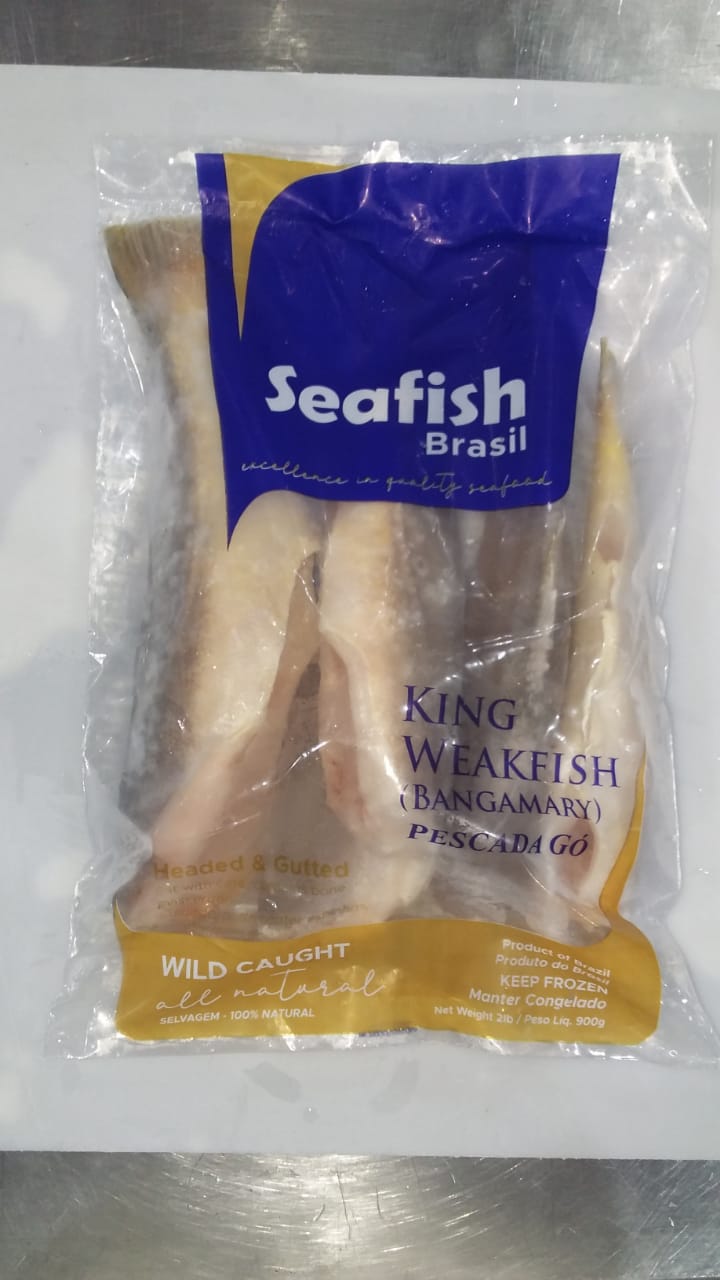 Seafish
Brasil
excellence in quality seafood
KING
WEAKFISH
(BANGAMARY)
PESCADA GÓ
Headed & Gutted
bone
WILD CAUGHT
all natural
SELVAGEM - 100% NATURAL
Product of Brazil
Produto do Brasil
KEEP FROZEN
Manter Congelado
Net Weight 2lb / Peso Liq. 900g